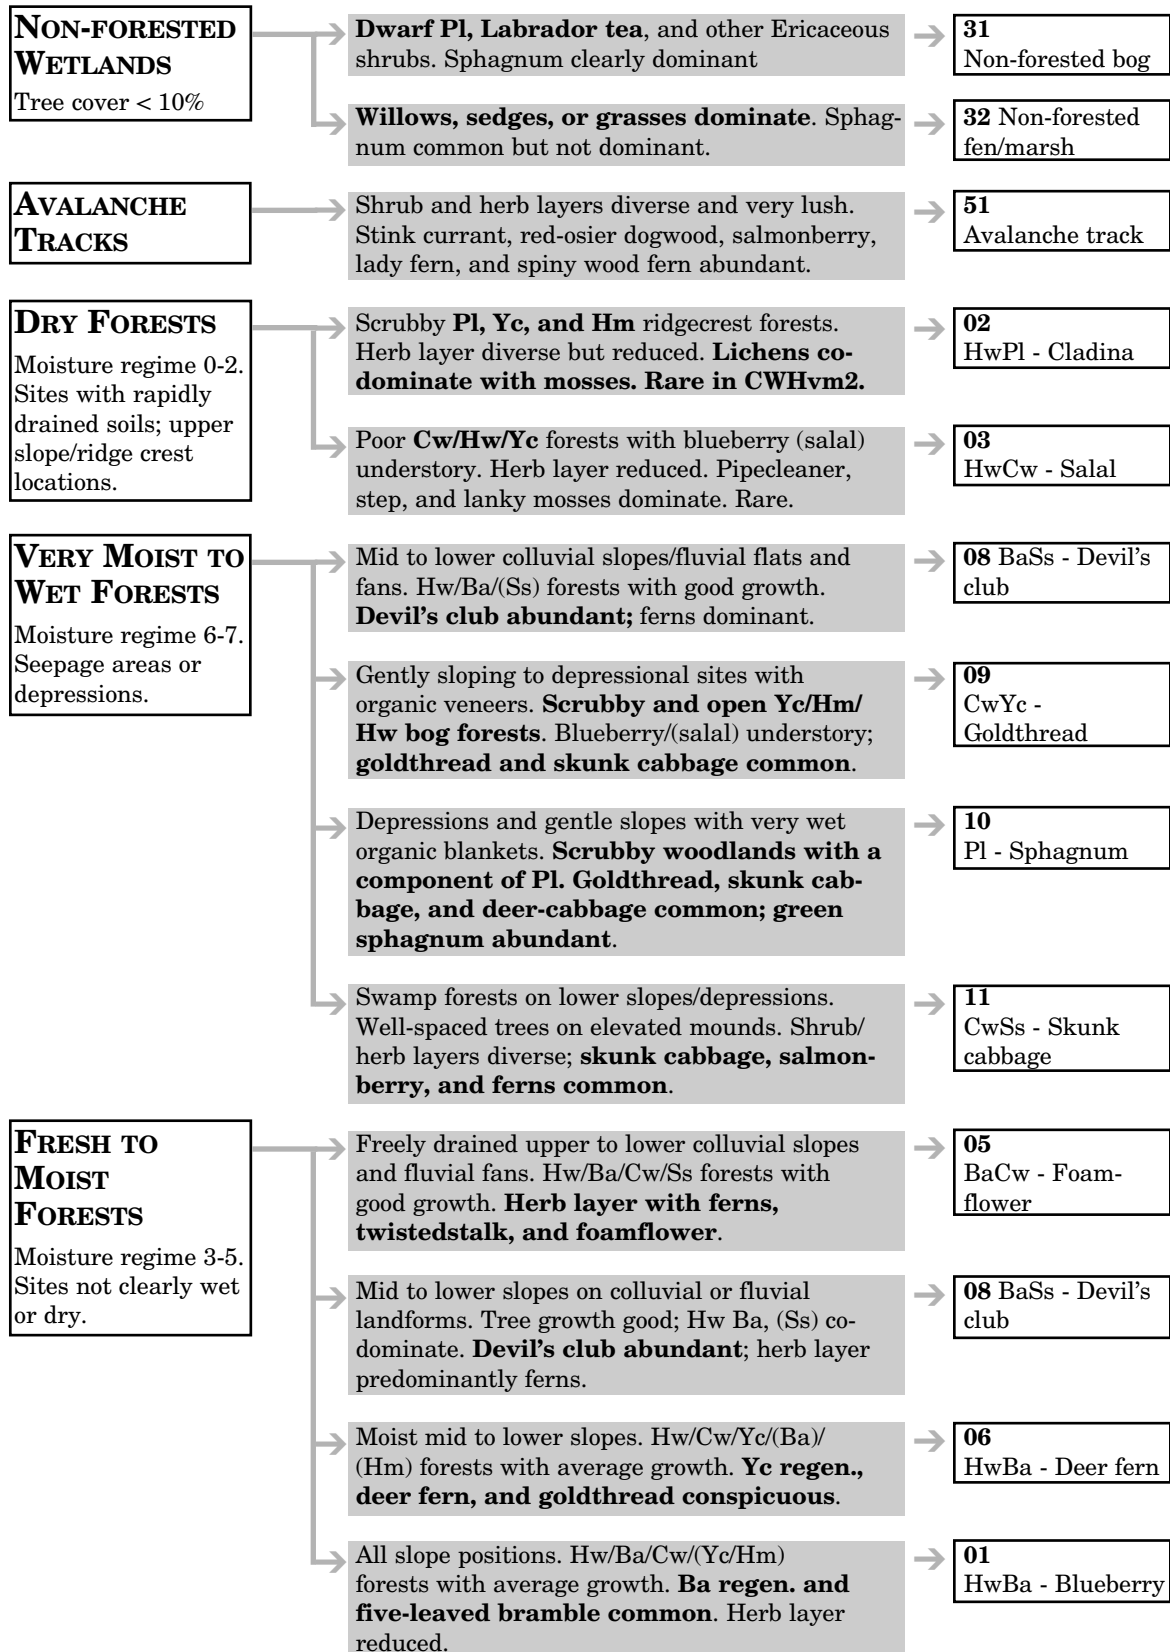 NON-FORESTED
WETLANDS
Tree cover < 10%
Dwarf Pl, Labrador tea, and other Ericaceous
shrubs. Sphagnum clearly dominant
31
Non-forested bog
Willows, sedges, or grasses dominate. Sphag-
num common but not dominant.
32 Non-forested
fen/marsh
AVALANCHE
TRACKS
Shrub and herb layers diverse and very lush.
Stink currant, red-osier dogwood, salmonberry,
lady fern, and spiny wood fern abundant.
51
Avalanche track
DRY FORESTS
Moisture regime 0-2.
Sites with rapidly
drained soils; upper
slope/ridge crest
locations.
Scrubby Pl, Yc, and Hm ridgecrest forests.
Herb layer diverse but reduced. Lichens co-
dominate with mosses. Rare in CWHvm2.
02
HwPl - Cladina
Poor Cw/Hw/Yc forests with blueberry (salal)
understory. Herb layer reduced. Pipecleaner,
step, and lanky mosses dominate. Rare.
03
HwCw - Salal
VERY MOIST TO
WET FORESTS
Moisture regime 6-7.
Seepage areas or
depressions.
Mid to lower colluvial slopes/fluvial flats and
fans. Hw/Ba/(Ss) forests with good growth.
Devil's club abundant; ferns dominant.
08 BaSs - Devil's
club
Gently sloping to depressional sites with
organic veneers. Scrubby and open Yc/Hm/
Hw bog forests. Blueberry/(salal) understory;
goldthread and skunk cabbage common.
09
CwYc -
Goldthread
Depressions and gentle slopes with very wet
organic blankets. Scrubby woodlands with a
component of Pl. Goldthread, skunk cab-
bage, and deer-cabbage common; green
sphagnum abundant.
10
Pl - Sphagnum
Swamp forests on lower slopes/depressions.
Well-spaced trees on elevated mounds. Shrub/
herb layers diverse; skunk cabbage, salmon-
berry, and ferns common.
11
CwSs - Skunk
cabbage
FRESH TO
MOIST
FORESTS
Moisture regime 3-5.
Sites not clearly wet
or dry.
Freely drained upper to lower colluvial slopes
and fluvial fans. Hw/Ba/Cw/Ss forests with
good growth. Herb layer with ferns,
twistedstalk, and foamflower.
05
BaCw - Foam-
flower
Mid to lower slopes on colluvial or fluvial
landforms. Tree growth good; Hw Ba, (Ss) co-
dominate. Devil's club abundant; herb layer
predominantly ferns.
08 BaSs - Devil's
club
Moist mid to lower slopes. Hw/Cw/Yc/(Ba)/
(Hm) forests with average growth. Yc regen.,
deer fern, and goldthread conspicuous.
06
HwBa - Deer fern
All slope positions. Hw/Ba/Cw/(Yc/Hm)
forests with average growth. Ba regen. and
five-leaved bramble common. Herb layer
reduced.
01
HwBa - Blueberry